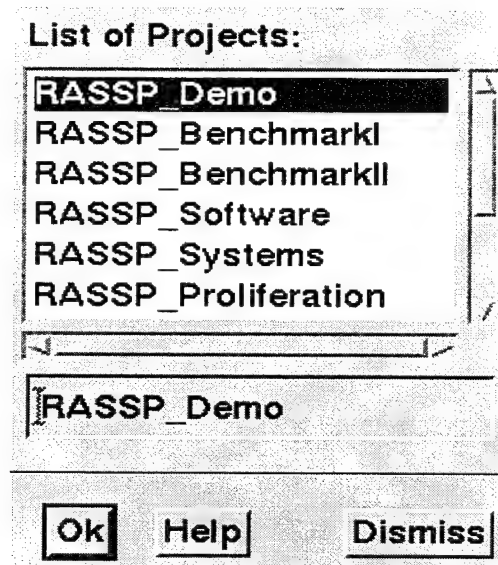 List of Projects:
RASSP_Demo
RASSP_BenchmarkI
RASSP_BenchmarkII
RASSP_Software
RASSP_Systems
RASSP_Proliferation
RASSP_Demo
Ok Help Dismiss